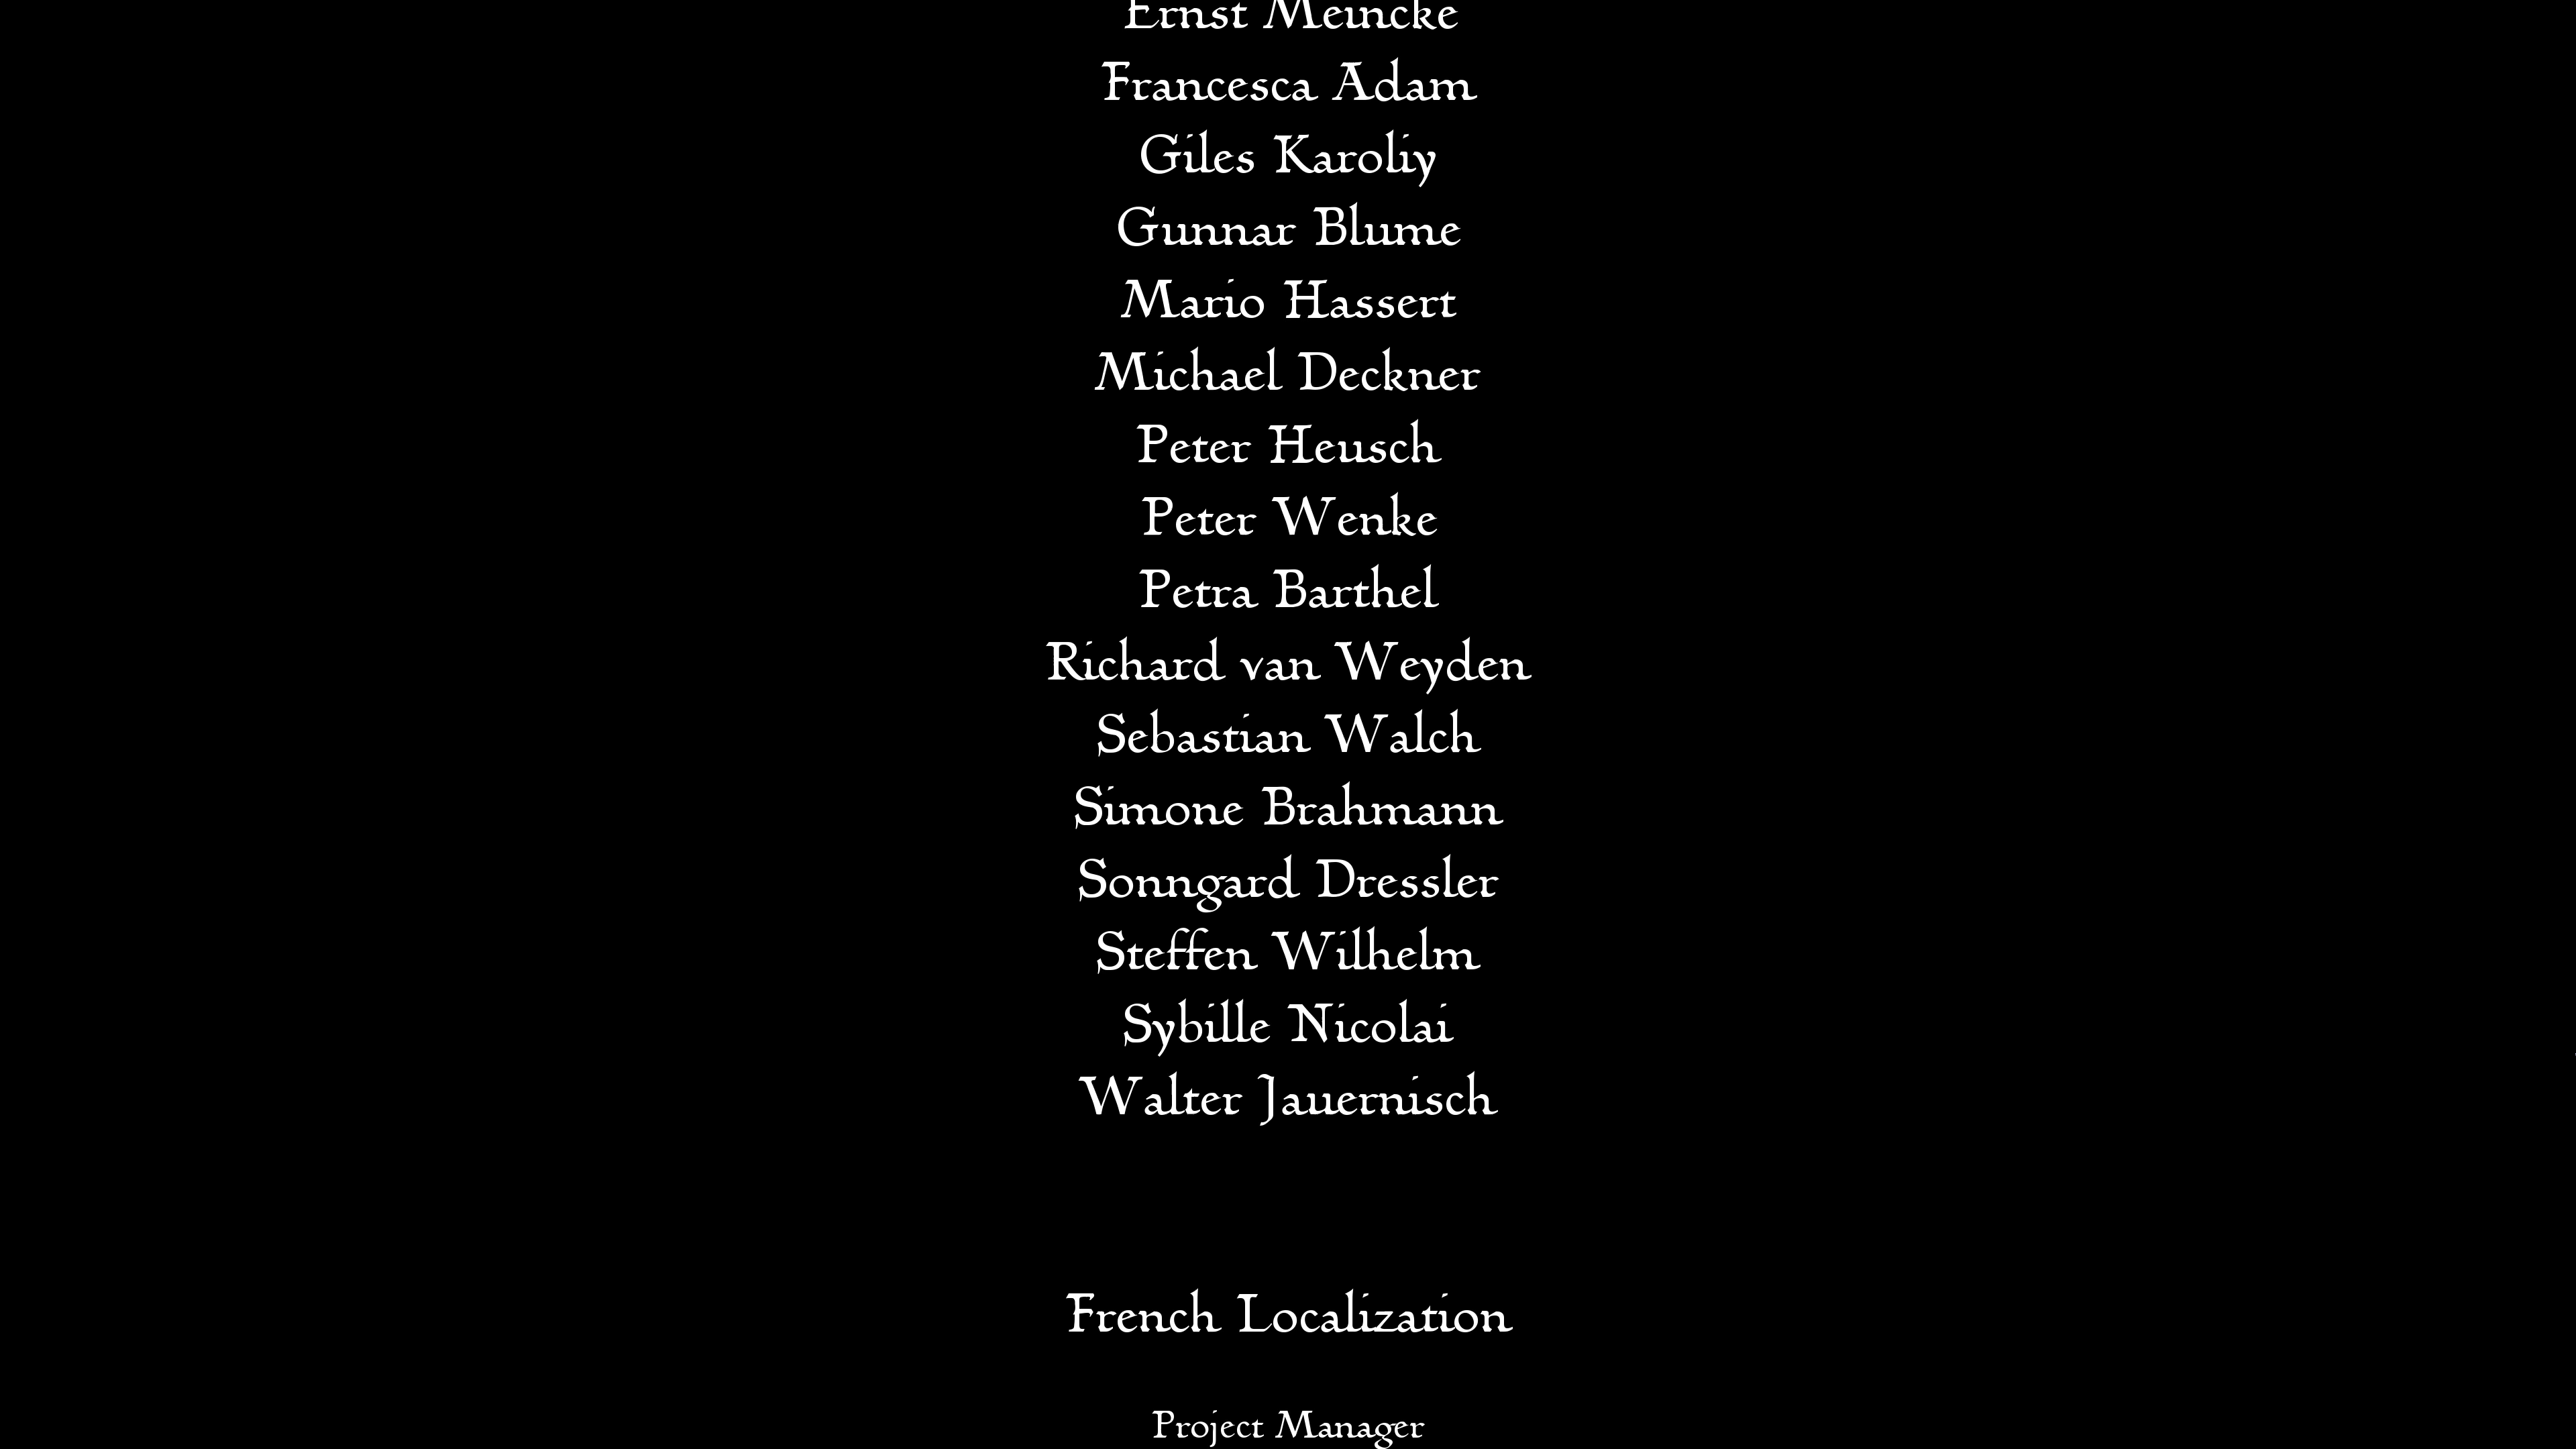 Ernst Meincke
Francesca Adam
Giles Karoliy
Gunnar Blume
Mario Hassert
Michael Deckner
Peter Heusch
Peter Wenke
Petra Barthel
Richard van Weyden
Sebastian Walch
Simone Brahmann
Sonngard Dressler
Steffen Wilhelm
Sybille Nicolai
Walter Jauernisch
French Localization
Project Manager